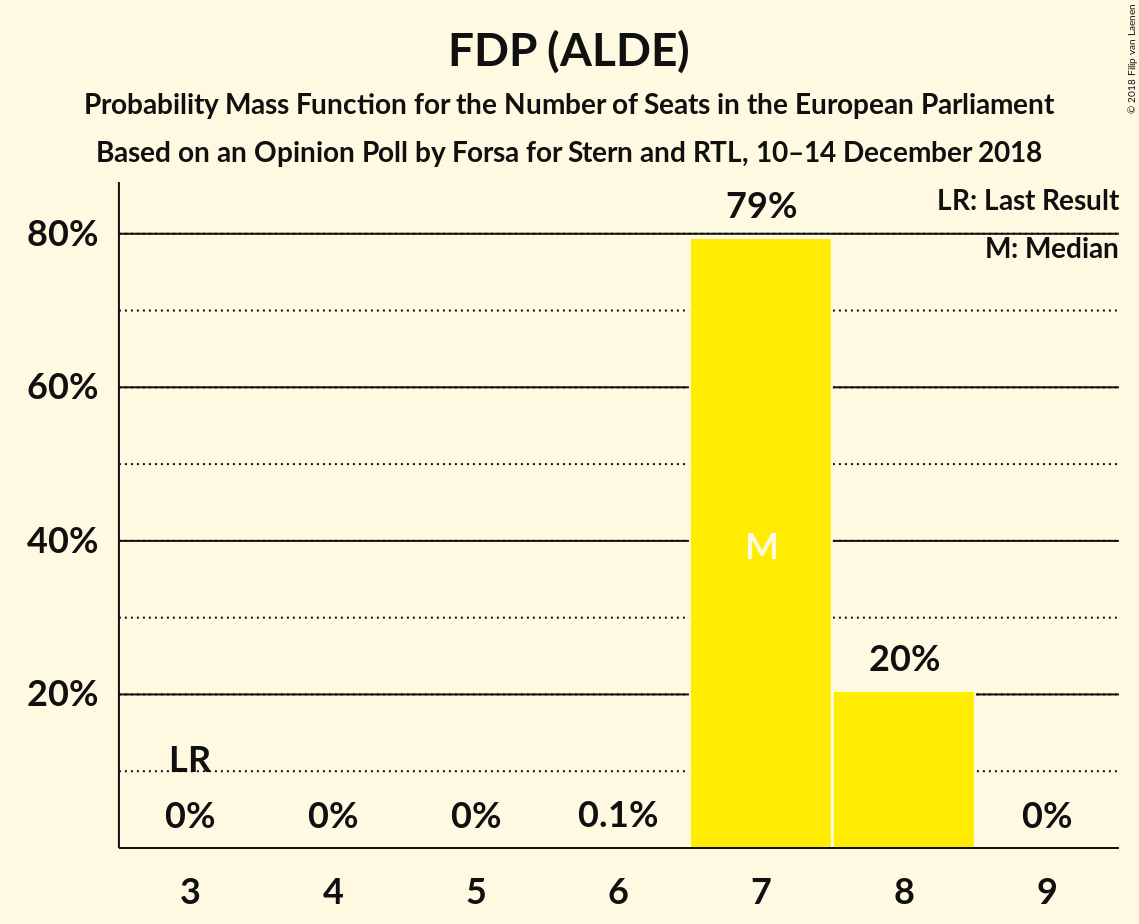 FDP (ALDE)
Probability Mass Function for the Number of Seats in the European Parliament
Based on an Opinion Poll by Forsa for Stern and RTL, 10–14 December 2018
© 2018 Filip van Laenen
LR: Last Result
M: Median
79%
80%
60%
40%
M
20%
20%
LR
0%
0%
0%
0.1%
0%
3
4
5
6
7
8
9